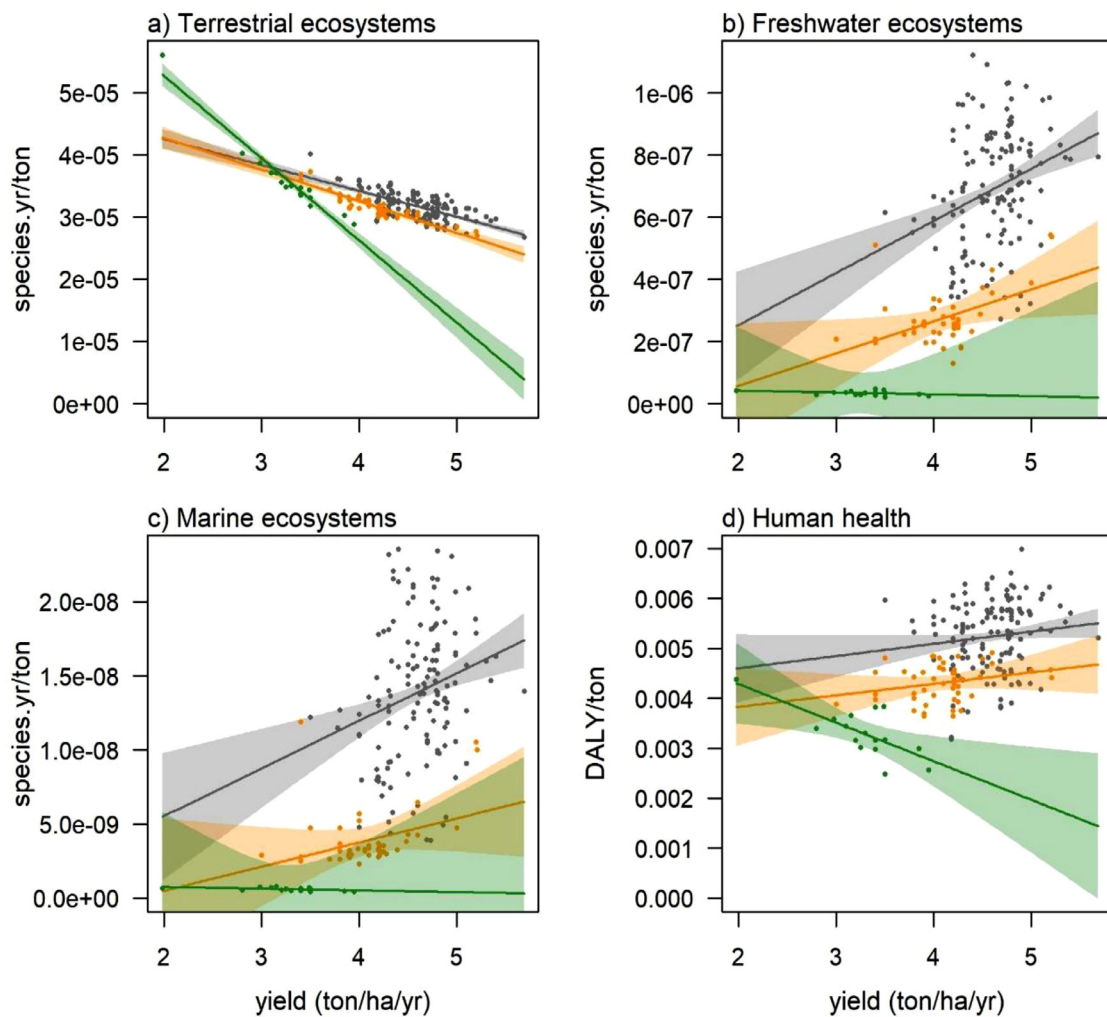 a) Terrestrial ecosystems
species.yr/ton
5e-05
4e-05
3e-05
2e-05
1e-05
0e+00
2 3 4 5
b) Freshwater ecosystems
species.yr/ton
1e-06
8e-07
6e-07
4e-07
2e-07
0e+00
2 3 4 5
c) Marine ecosystems
species.yr/ton
2.0e-08
1.5e-08
1.0e-08
5.0e-09
0.0e+00
2 3 4 5
yield (ton/ha/yr)
d) Human health
DALY/ton
0.007
0.006
0.005
0.004
0.003
0.002
0.001
0.000
2 3 4 5
yield (ton/ha/yr)